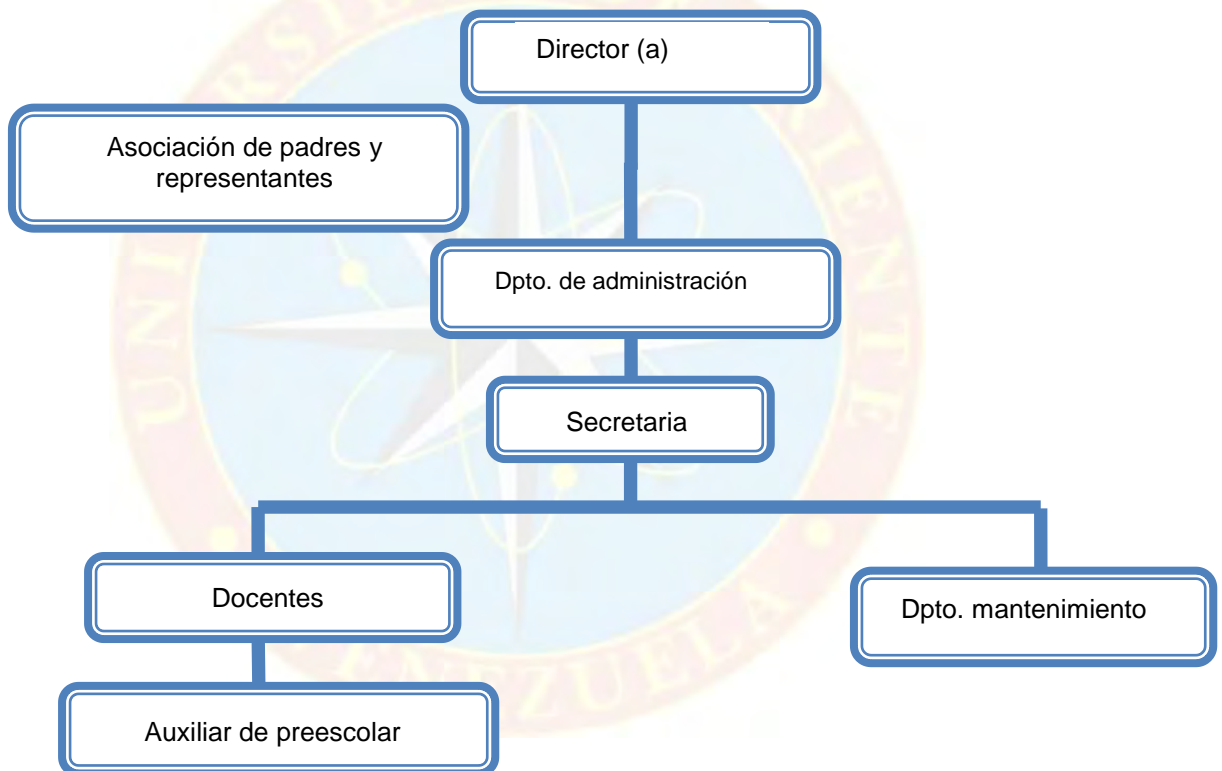 Director (a)
Asociación de padres y
representantes
Dpto. de administración
Secretaria
Docentes
Dpto. mantenimiento
Auxiliar de preescolar